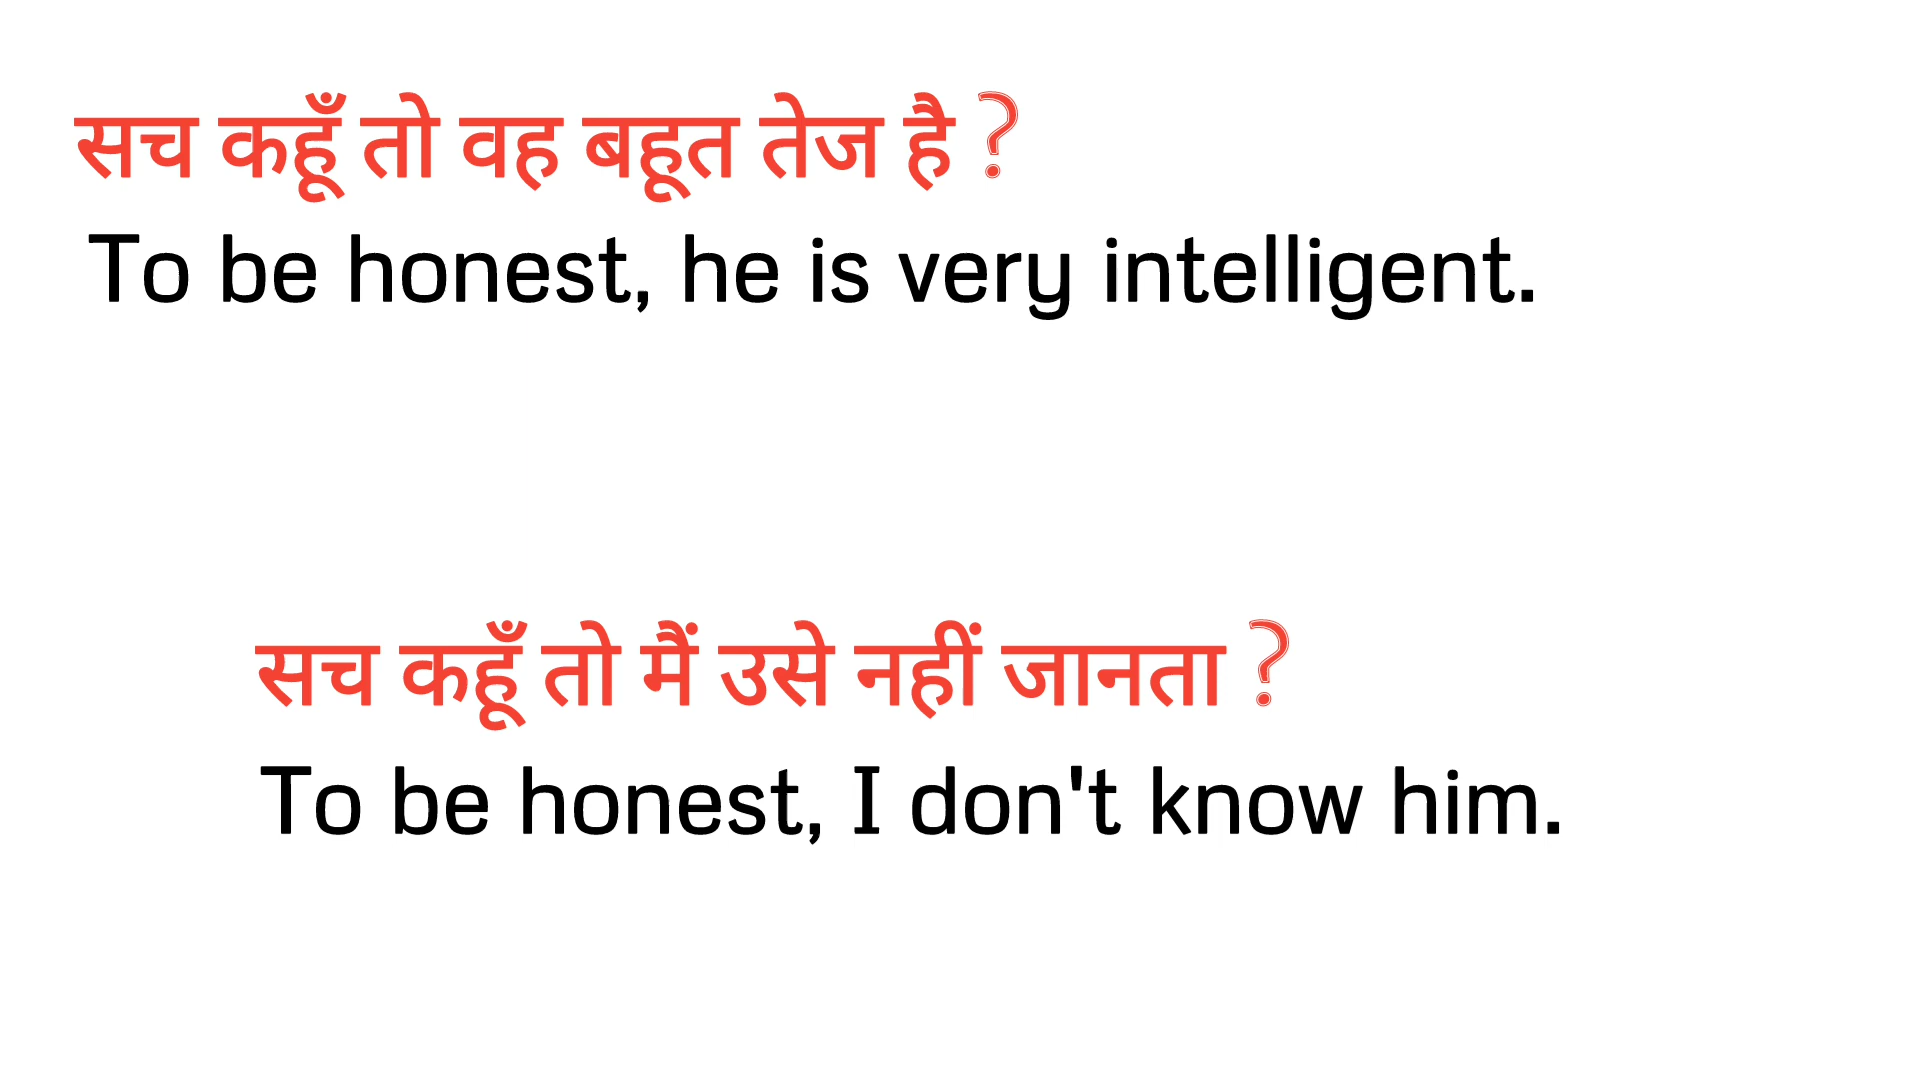 सच कहूँ तो वह बहूत तेज है ?
To be honest, he is very intelligent.
सच कहूँ तो मैं उसे नहीं जानता ?
To be honest, I don't know him.